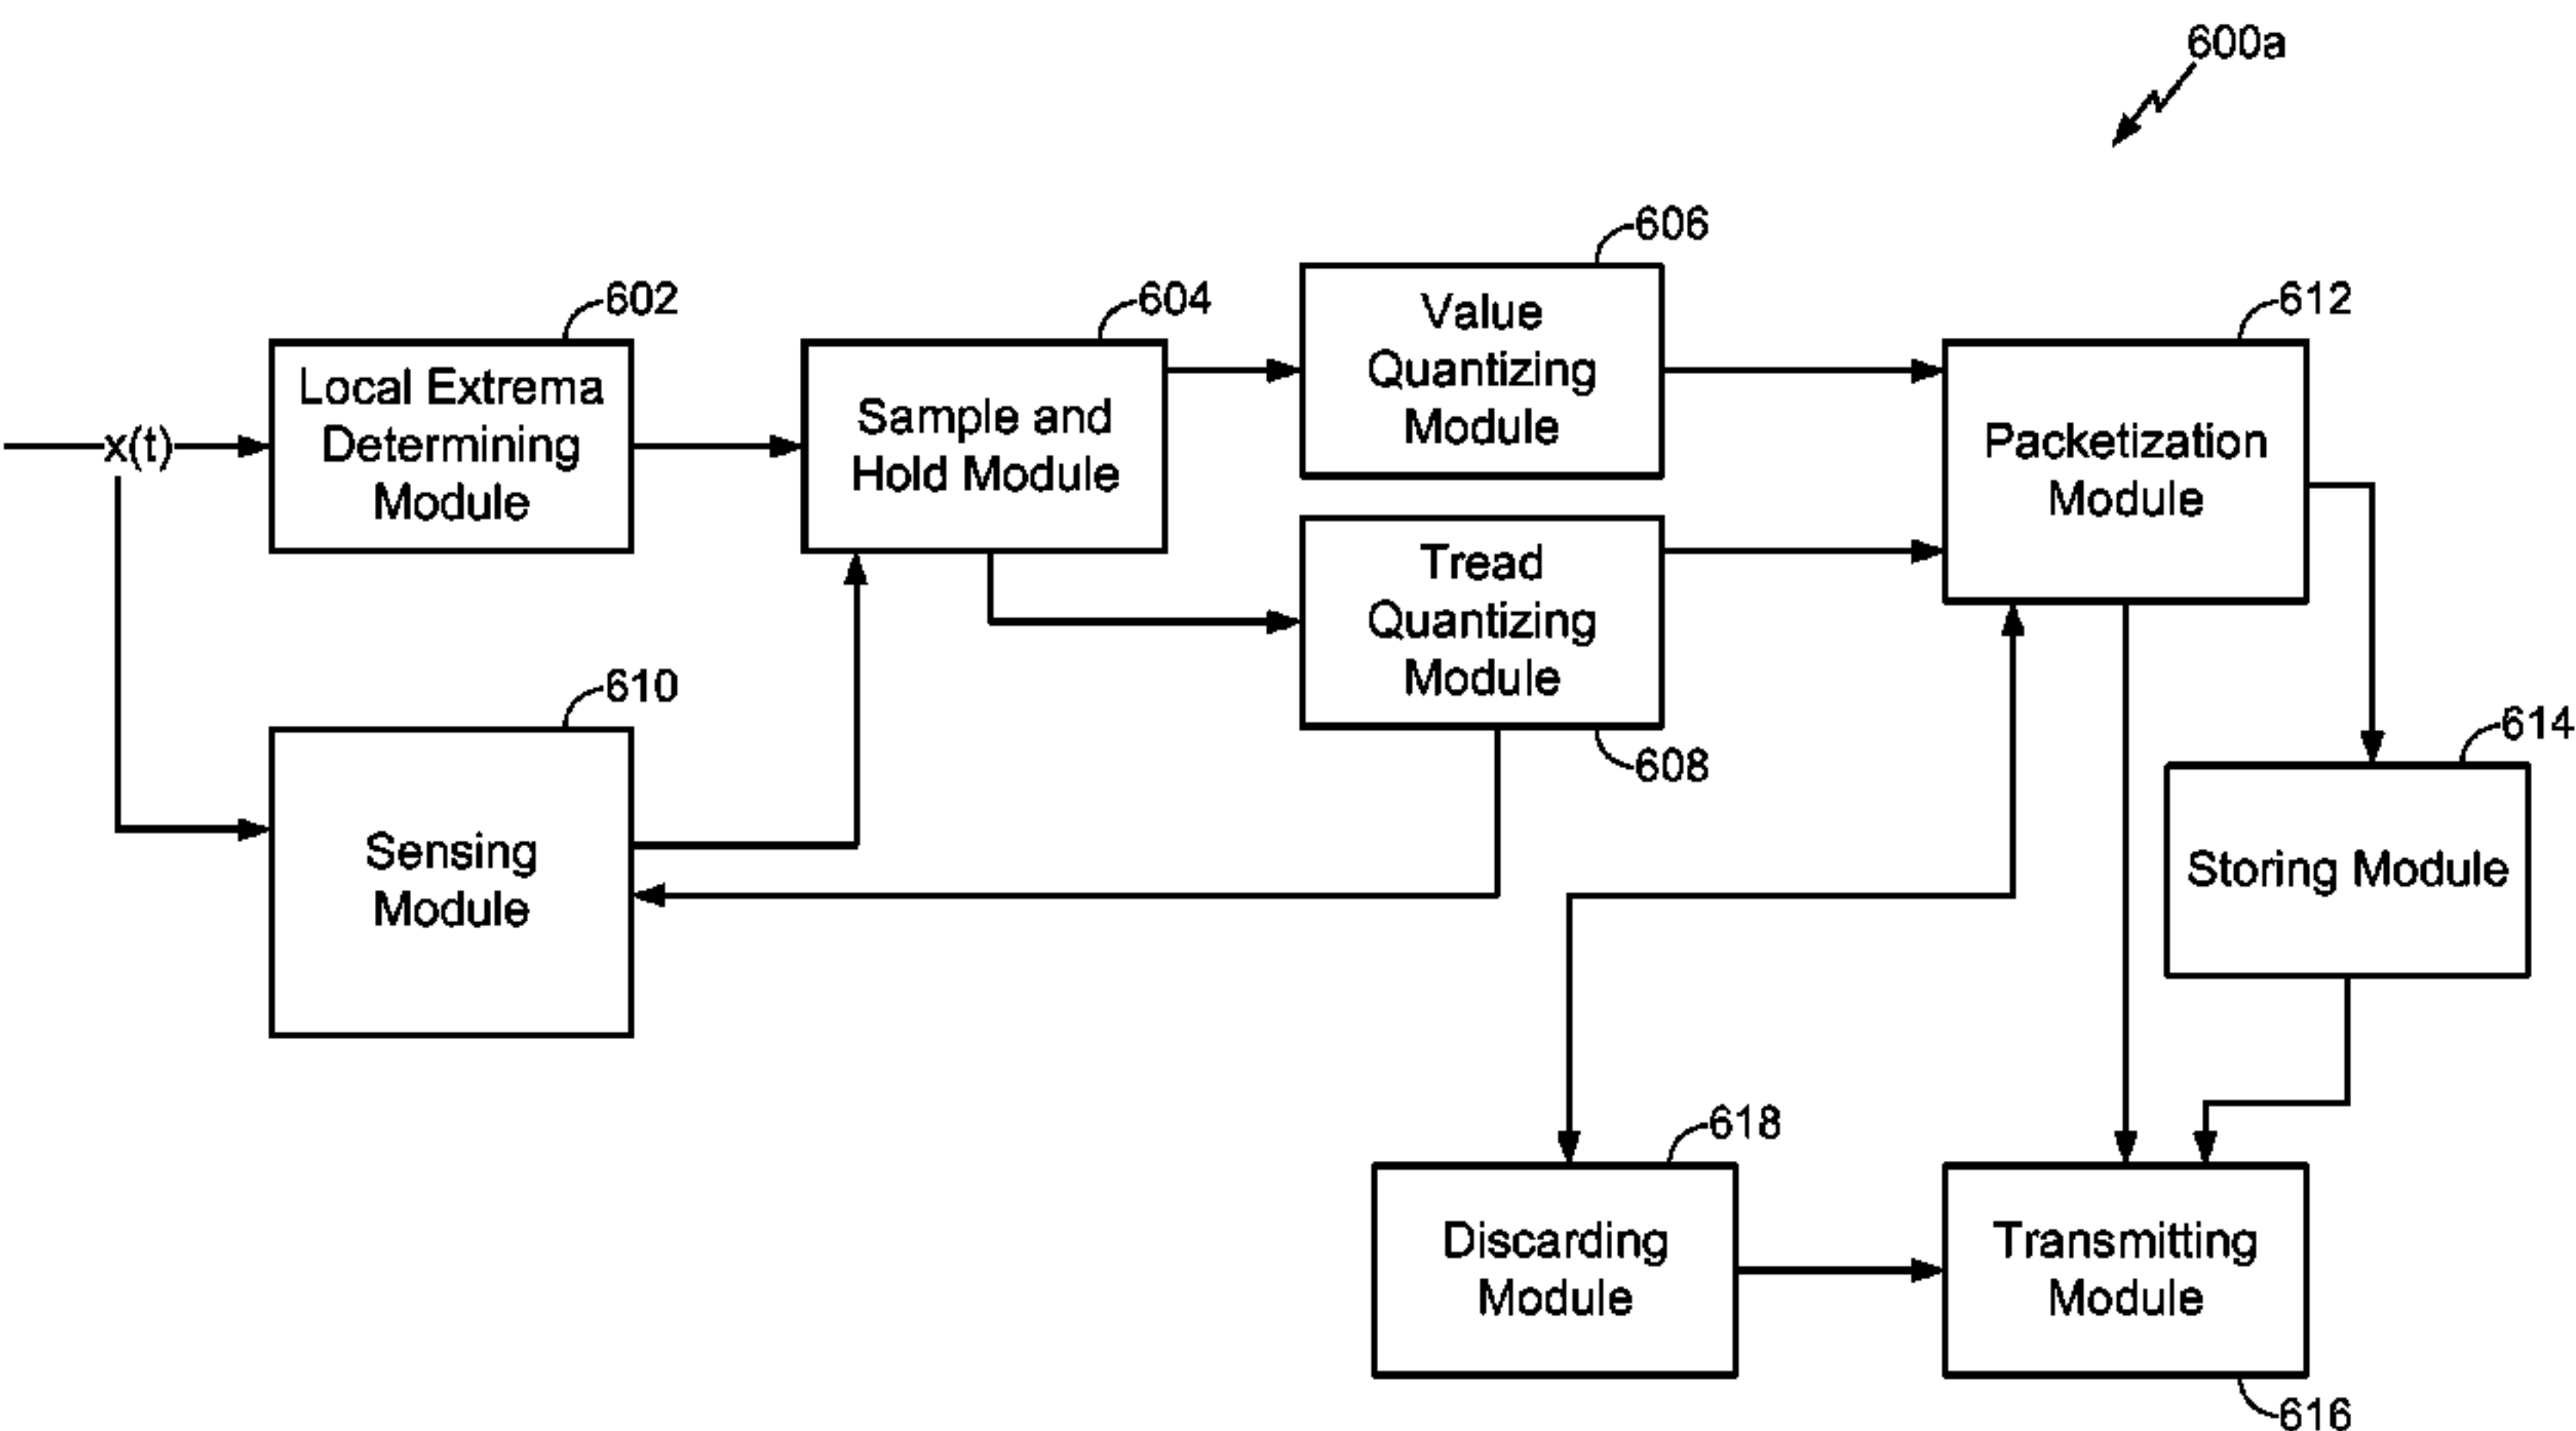 600a
606
602
604
612
Value
Quantizing
Module
Local Extrema
Determining
Module
Sample and
Hold Module
Packetization
Module
x(t)
Tread
Quantizing
Module
610
608
614
Sensing
Module
Storing Module
618
Discarding
Module
Transmitting
Module
616